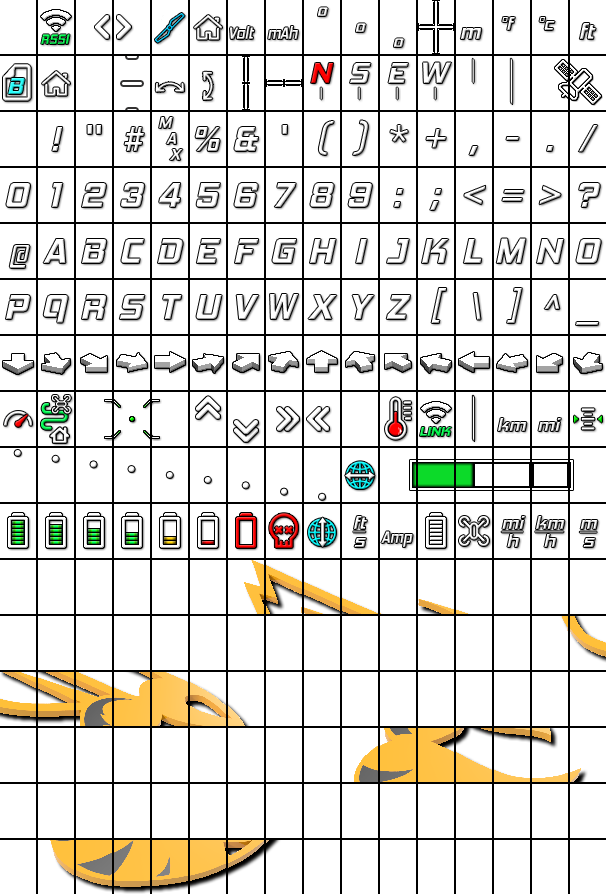 RSSI < > Volt mAh o o o m °F °C ft
B N S E W
! " # MAX % & ' ( ) * + , - . /
0 1 2 3 4 5 6 7 8 9 : ; < = > ?
@ A B C D E F G H I J K L M N O
P Q R S T U V W X Y Z [ \ ] ^ _
LINK km mi
ft/s Amp mi/h km/h m/s